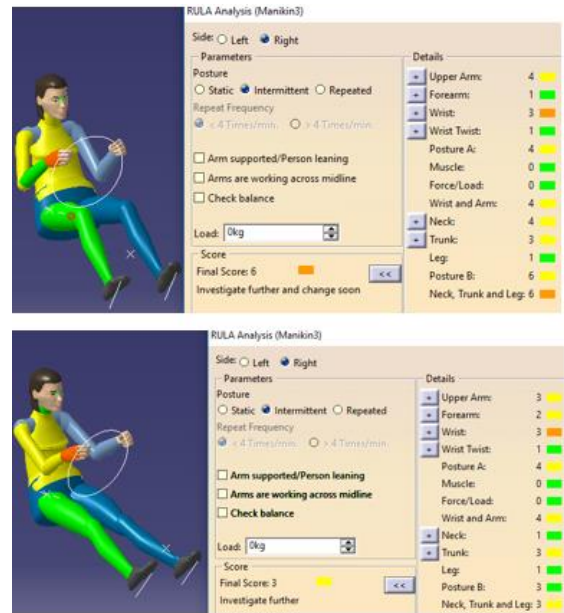 RULA Analysis (Manikin3)
Side: Left Right
Parameters
Posture
Static Intermittent Repeated
Repeat Frequency
< 4 Times/min. > 4 Times/min.
Arm supported/Person leaning
Arms are working across midline
Check balance
Load: 0kg
Score
Final Score: 6
<<
Investigate further and change soon
Details
+ Upper Arm: 4
+ Forearm: 1
+ Wrist: 3
+ Wrist Twist: 1
Posture A: 4
Muscle: 0
Force/Load: 0
Wrist and Arm: 4
+ Neck: 4
+ Trunk: 3
Leg: 1
Posture B: 6
Neck, Trunk and Leg: 6
RULA Analysis (Manikin3)
Side: Left Right
Parameters
Posture
Static Intermittent Repeated
Repeat Frequency
< 4 Times/min. > 4 Times/min.
Arm supported/Person leaning
Arms are working across midline
Check balance
Load: 0kg
Score
Final Score: 3
<<
Investigate further
Details
+ Upper Arm: 3
+ Forearm: 2
+ Wrist: 3
+ Wrist Twist: 1
Posture A: 4
Muscle: 0
Force/Load: 0
Wrist and Arm: 4
+ Neck: 1
+ Trunk: 3
Leg: 1
Posture B: 3
Neck, Trunk and Leg: 3